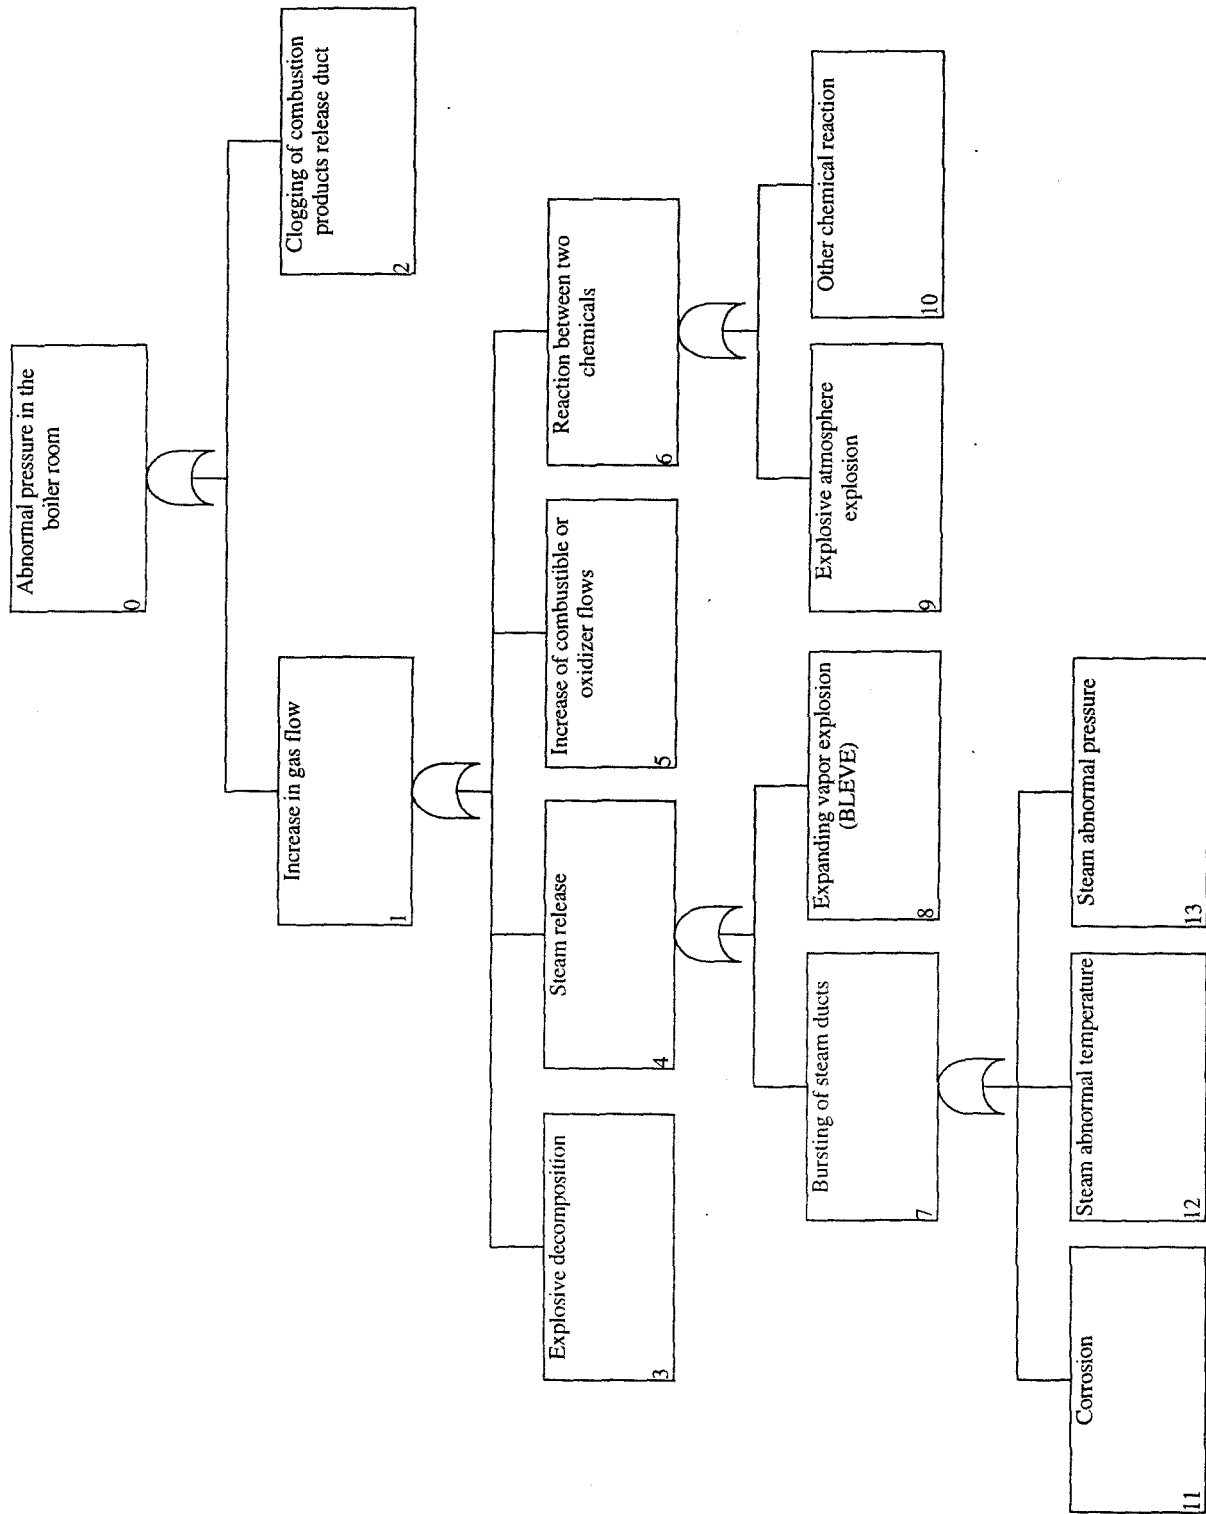 Abnormal pressure in the
boiler room
0
Increase in gas flow
1
Clogging of combustion
products release duct
2
Explosive decomposition
3
Steam release
4
Increase of combustible or
oxidizer flows
5
Reaction between two
chemicals
6
Bursting of steam ducts
7
Expanding vapor explosion
(BLEVE)
8
Explosive atmosphere
explosion
9
Other chemical reaction
10
Corrosion
11
Steam abnormal temperature
12
Steam abnormal pressure
13